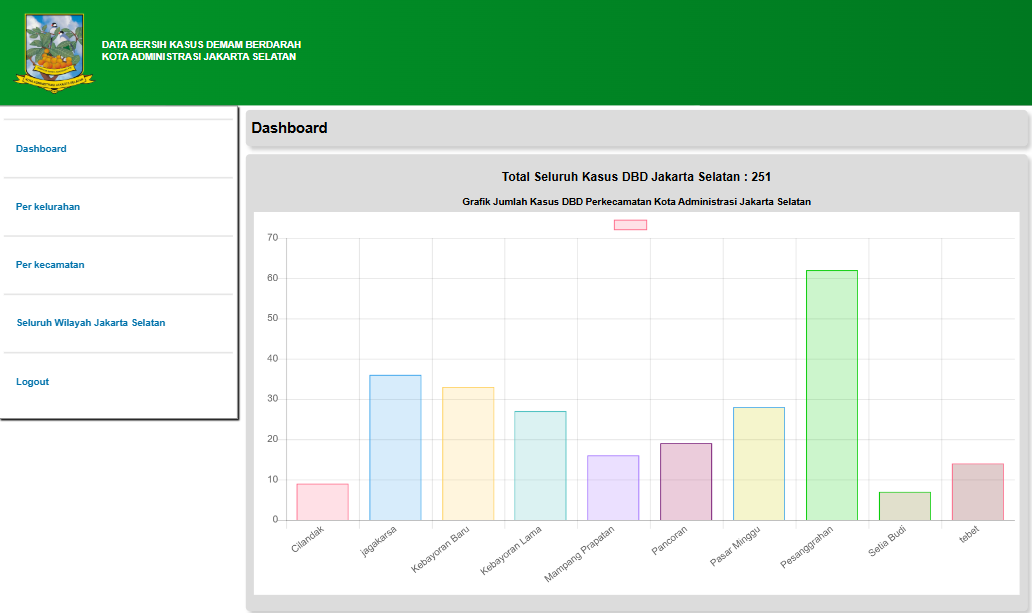 DATA BERSIH KASUS DEMAM BERDARAH
KOTA ADMINISTRASI JAKARTA SELATAN
Dashboard
Per kelurahan
Per kecamatan
Seluruh Wilayah Jakarta Selatan
Logout
Dashboard
Total Seluruh Kasus DBD Jakarta Selatan : 251
Grafik Jumlah Kasus DBD Perkecamatan Kota Administrasi Jakarta Selatan
70
60
50
40
30
20
10
0
Cilandak
jagakarsa
Kebayoran Baru
Kebayoran Lama
Mampang Prapatan
Pancoran
Pasar Minggu
Pesanggrahan
Setia Budi
tebet